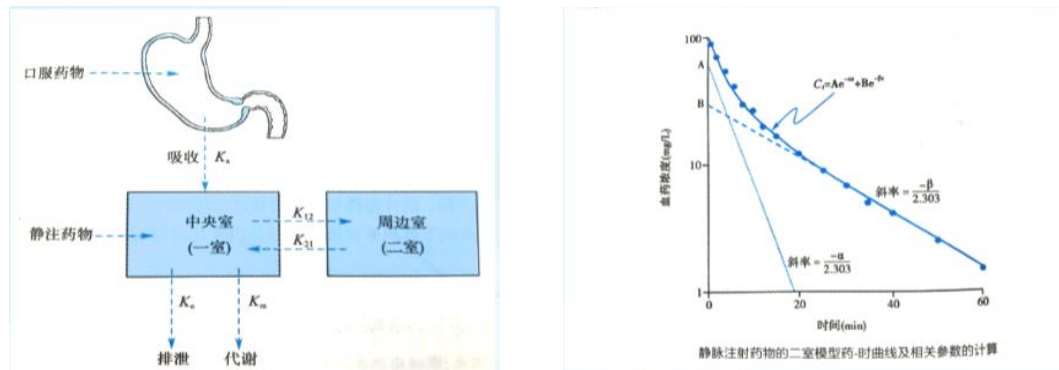 口服药物
吸收 Ka
静注药物
中央室
(一室)
K12
K21
周边室
(二室)
Ke
Km
排泄
代谢
100
A
B
10
1
血药浓度(mg/L)
Ct=Ae-αt+Be-βt
斜率=-β/2.303
斜率=-α/2.303
0
20
40
60
时间(min)
静脉注射药物的二室模型药-时曲线及相关参数的计算